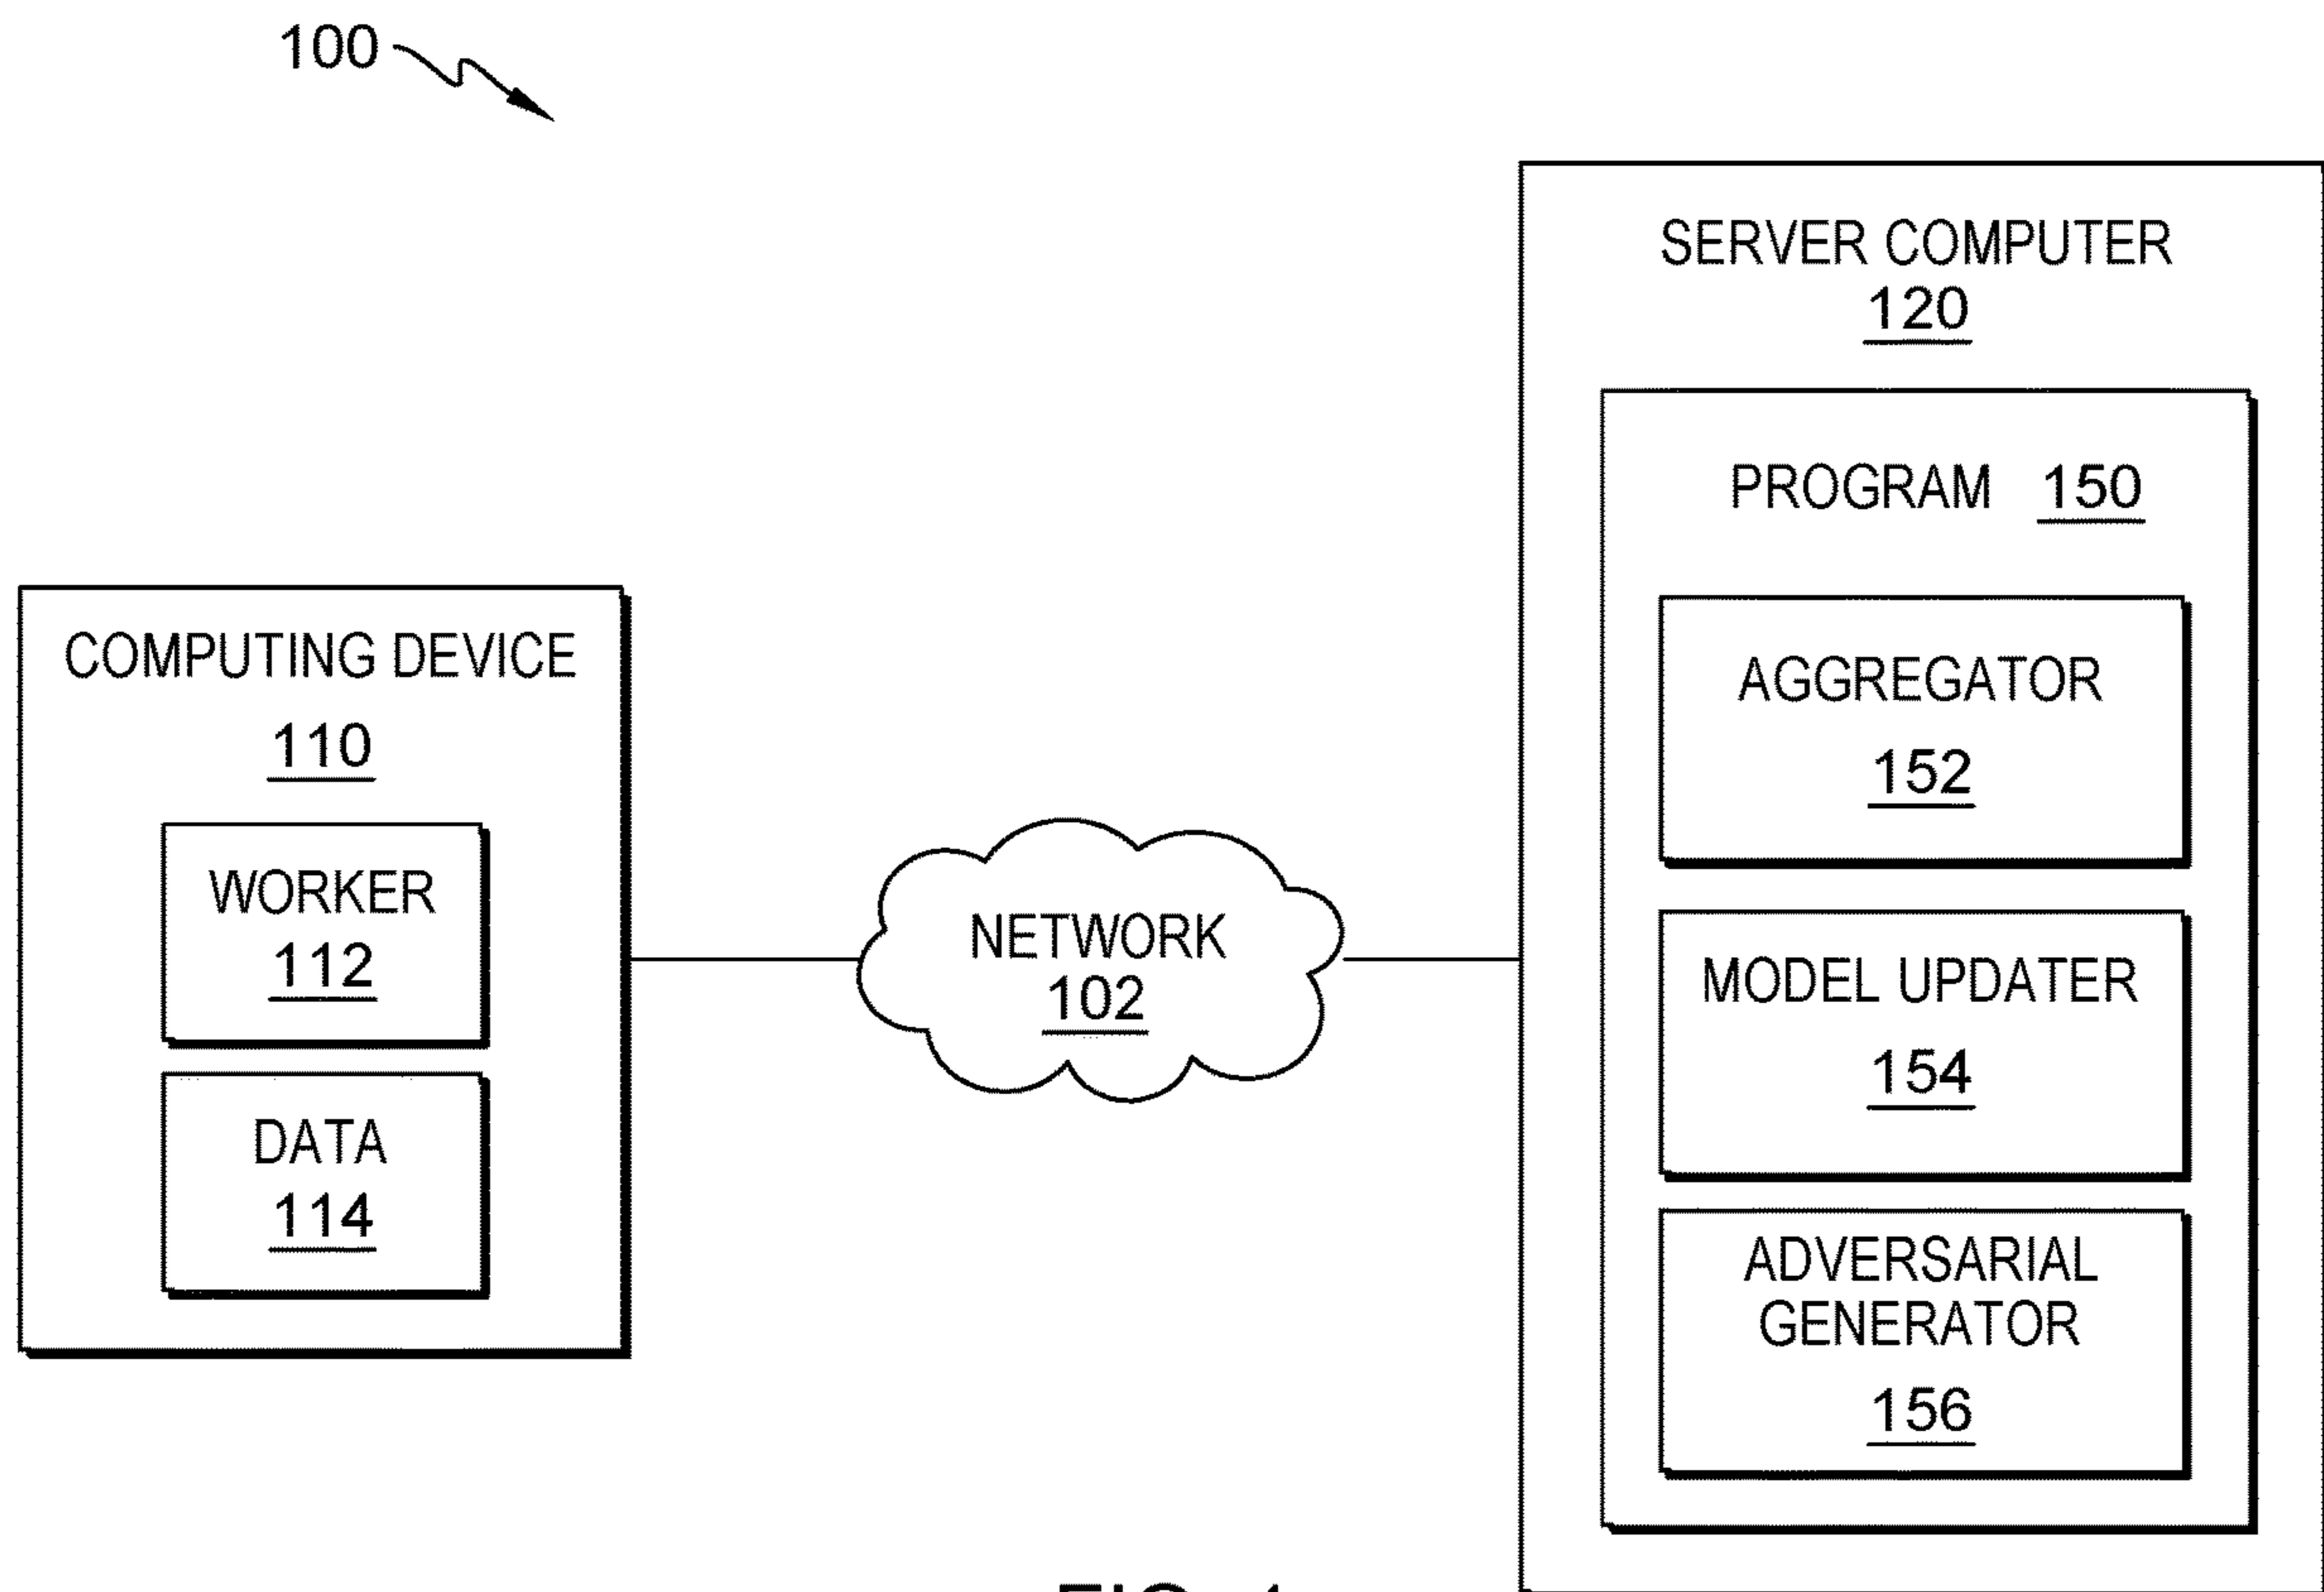 100
SERVER COMPUTER
120
PROGRAM 150
AGGREGATOR
152
MODEL UPDATER
154
ADVERSARIAL
GENERATOR
156
COMPUTING DEVICE
110
WORKER
112
DATA
114
NETWORK
102